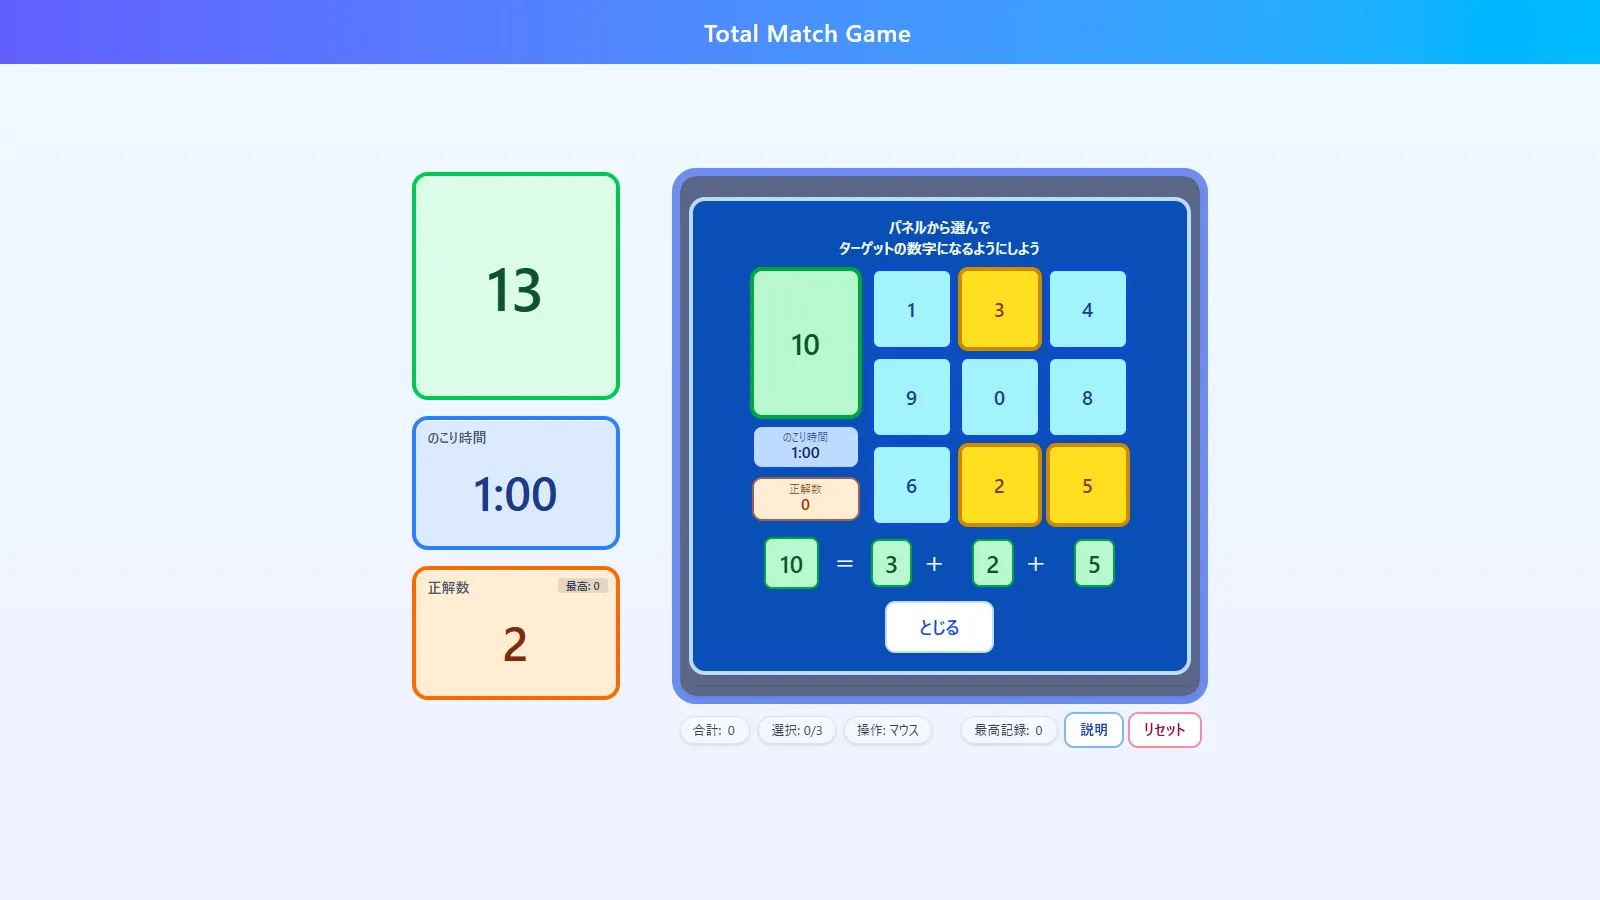 Total Match Game
13
のこり時間
1:00
正解数
最高: 0
2
パネルから選んで
ターゲットの数字になるようにしよう
10
のこり時間
1:00
正解数
0
1 3 4
9 0 8
6 2 5
10 = 3 + 2 + 5
とじる
合計: 0
選択: 0/3
操作: マウス
最高記録: 0
説明
リセット